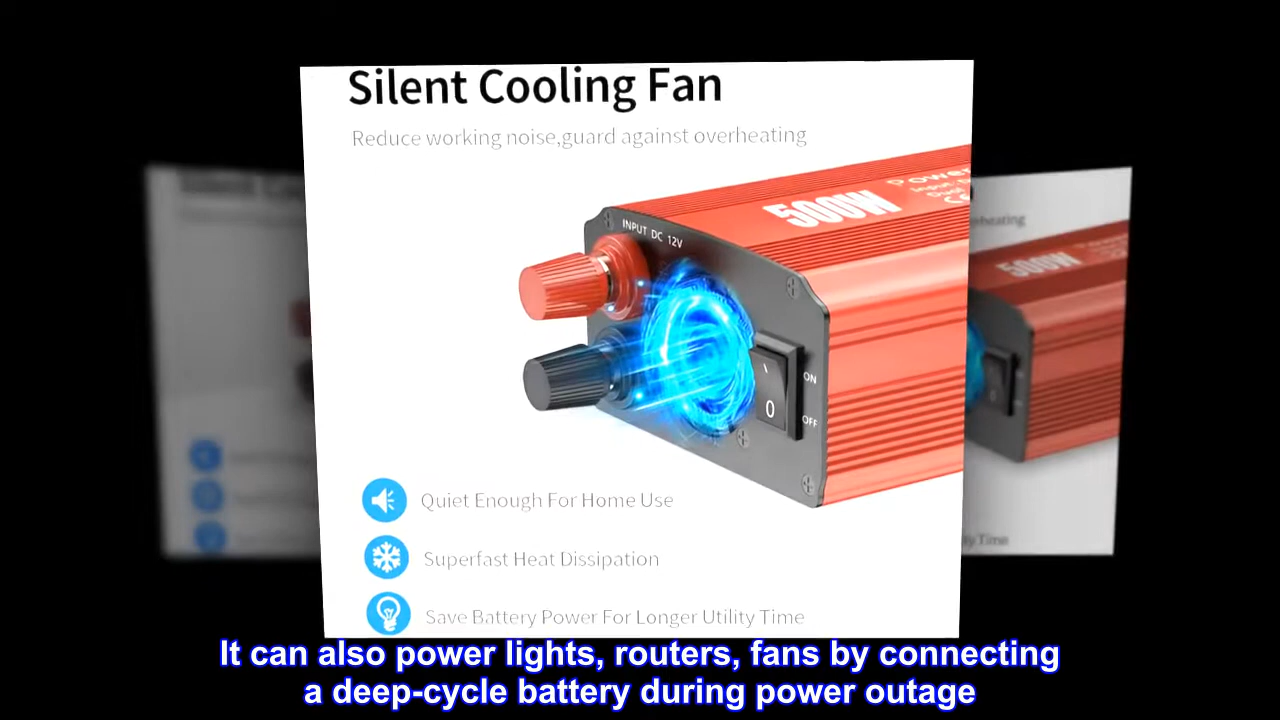 Silent Cooling Fan
Reduce working noise,guard against overheating
500W
INPUT DC 12V
ON
0
OFF
Quiet Enough For Home Use
Superfast Heat Dissipation
Save Battery Power For Longer Utility Time
500W
It can also power lights, routers, fans by connecting
a deep-cycle battery during power outage